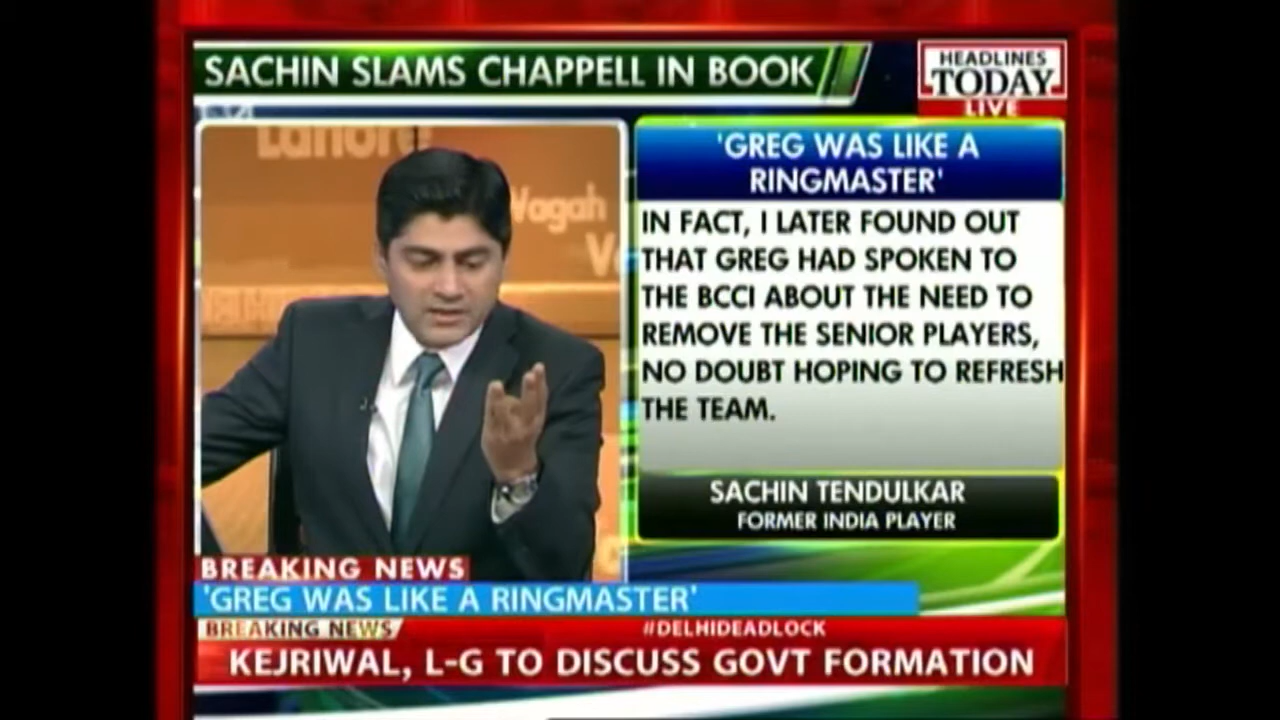 SACHIN SLAMS CHAPPELL IN BOOK
HEADLINES
TODAY
LIVE
Lahore
Wagah
'GREG WAS LIKE A
RINGMASTER'
IN FACT, I LATER FOUND OUT
THAT GREG HAD SPOKEN TO
THE BCCI ABOUT THE NEED TO
REMOVE THE SENIOR PLAYERS,
NO DOUBT HOPING TO REFRESH
THE TEAM.
SACHIN TENDULKAR
FORMER INDIA PLAYER
BREAKING NEWS
'GREG WAS LIKE A RINGMASTER'
BREAKING NEWS
#DELHIDEADLOCK
KEJRIWAL, L-G TO DISCUSS GOVT FORMATION